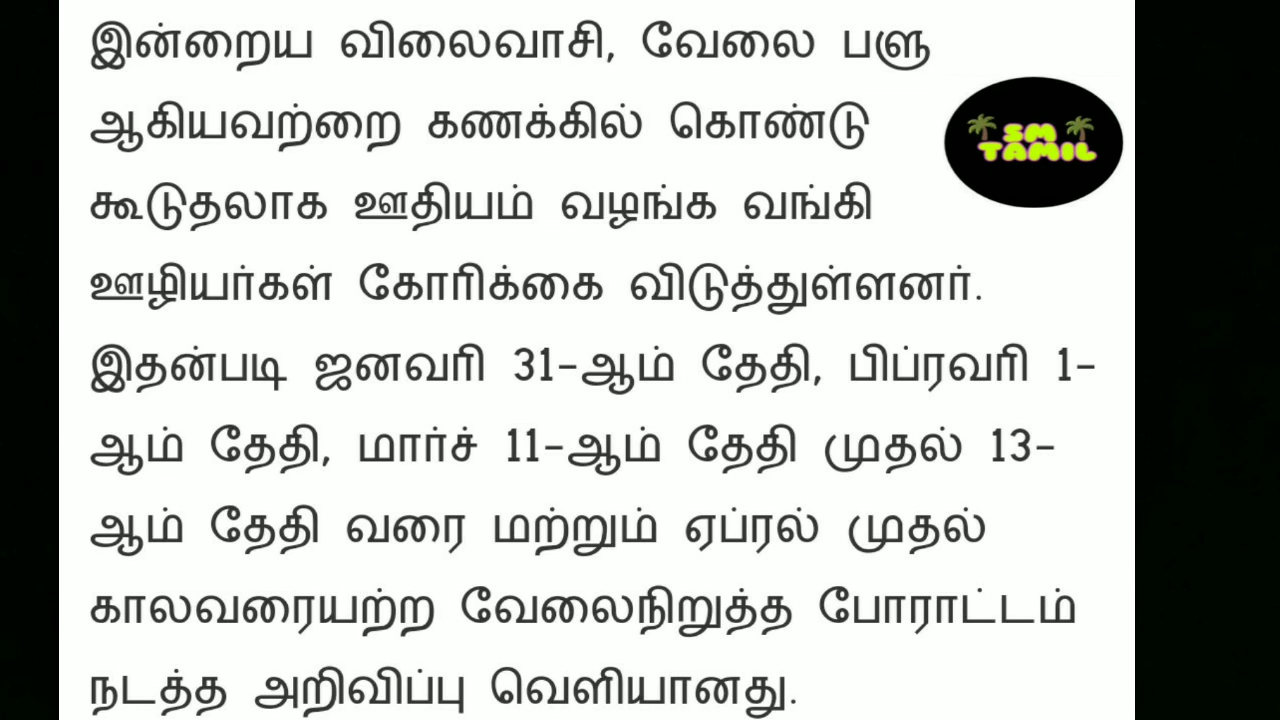 இன்றைய விலைவாசி, வேலை பளு
ஆகியவற்றை கணக்கில் கொண்டு
SM
TAMIL
கூடுதலாக ஊதியம் வழங்க வங்கி
ஊழியர்கள் கோரிக்கை விடுத்துள்ளனர்.
இதன்படி ஜனவரி 31-ஆம் தேதி, பிப்ரவரி 1-
ஆம் தேதி, மார்ச் 11-ஆம் தேதி முதல் 13-
ஆம் தேதி வரை மற்றும் ஏப்ரல் முதல்
காலவரையற்ற வேலைநிறுத்த போராட்டம்
நடத்த அறிவிப்பு வெளியானது.